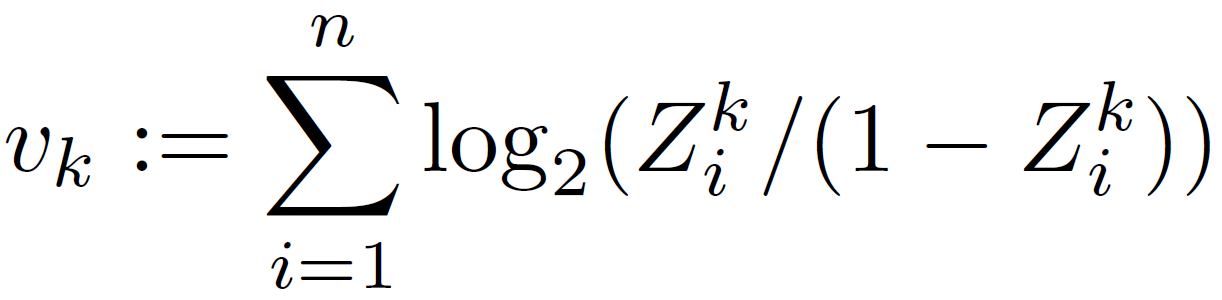 v_k := \sum_{i=1}^{n} \log_2(Z_i^k/(1 - Z_i^k))